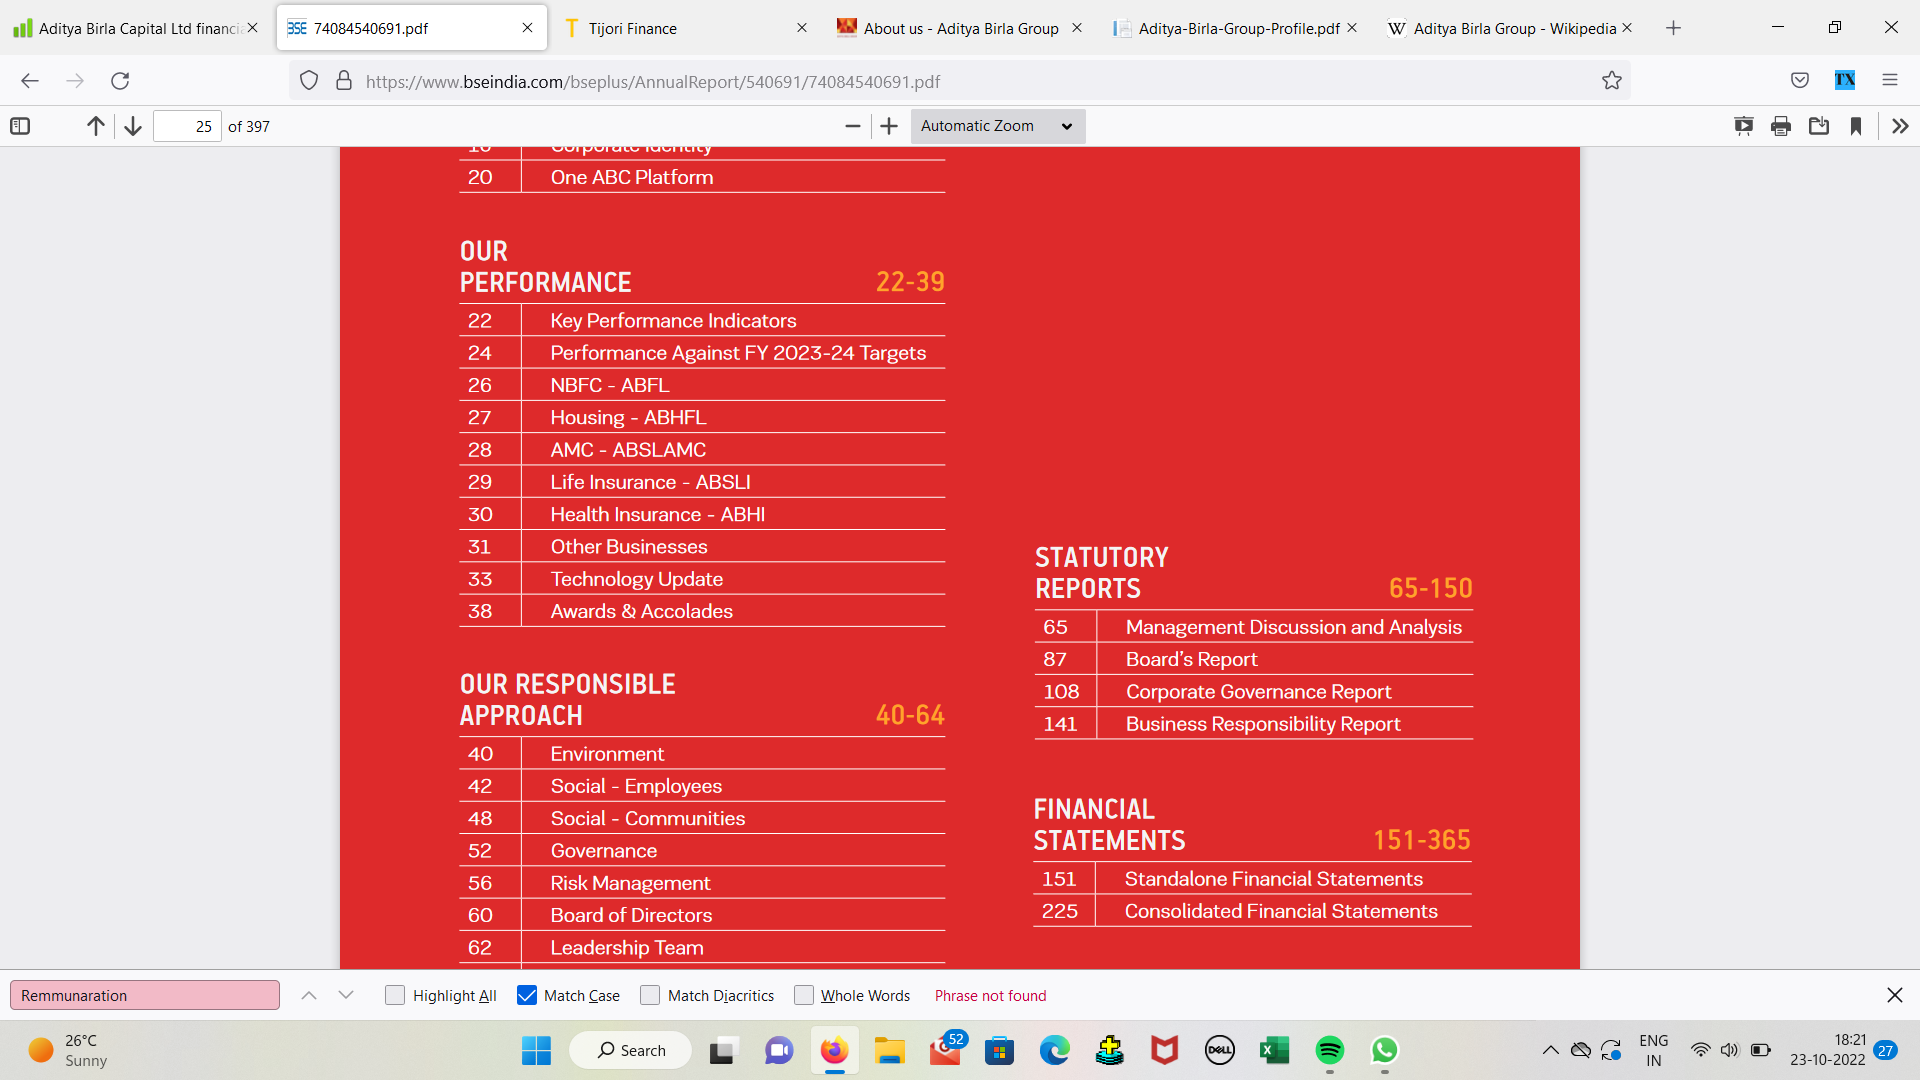 Aditya Birla Capital Ltd financi
74084540691.pdf
Tijori Finance
About us - Aditya Birla Group
Aditya-Birla-Group-Profile.pdf
Aditya Birla Group - Wikipedia
https://www.bseindia.com/bseplus/AnnualReport/540691/74084540691.pdf
TX
25 of 397
Automatic Zoom
Corporate Identity
20 One ABC Platform
OUR
PERFORMANCE 22-39
22 Key Performance Indicators
24 Performance Against FY 2023-24 Targets
26 NBFC - ABFL
27 Housing - ABHFL
28 AMC - ABSLAMC
29 Life Insurance - ABSLI
30 Health Insurance - ABHI
31 Other Businesses
33 Technology Update
38 Awards & Accolades
OUR RESPONSIBLE
APPROACH 40-64
40 Environment
42 Social - Employees
48 Social - Communities
52 Governance
56 Risk Management
60 Board of Directors
62 Leadership Team
STATUTORY
REPORTS 65-150
65 Management Discussion and Analysis
87 Board's Report
108 Corporate Governance Report
141 Business Responsibility Report
FINANCIAL
STATEMENTS 151-365
151 Standalone Financial Statements
225 Consolidated Financial Statements
Remmunaration Highlight All Match Case Match Diacritics Whole Words Phrase not found
26°C
Sunny
Search
52
DELL
ENG
IN
18:21
23-10-2022
27